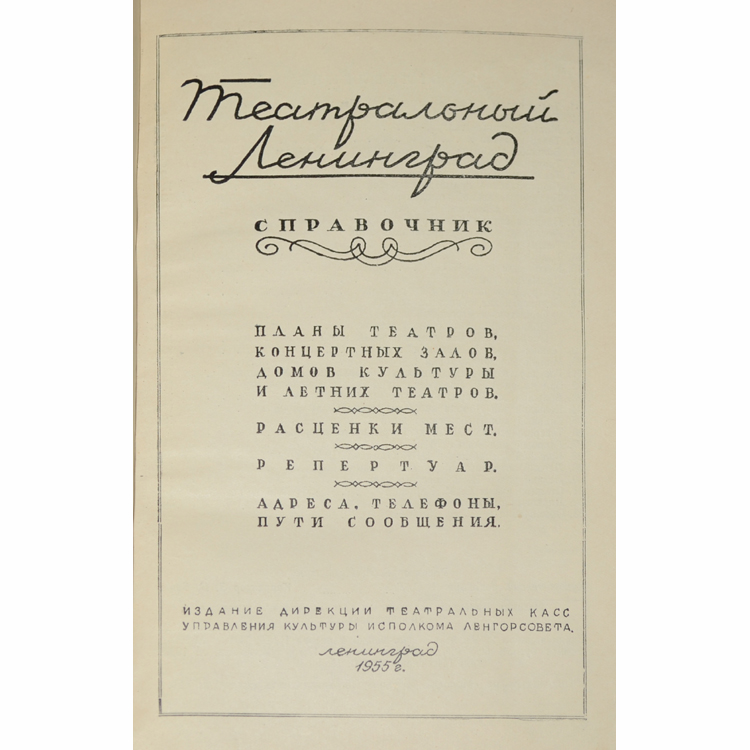 Театральный
Ленинград
СПРАВОЧНИК
ПЛАНЫ ТЕАТРОВ,
КОНЦЕРТНЫХ ЗАЛОВ,
ДОМОВ КУЛЬТУРЫ
И ЛЕТНИХ ТЕАТРОВ.
РАСЦЕНКИ МЕСТ.
РЕПЕРТУАР.
АДРЕСА, ТЕЛЕФОНЫ,
ПУТИ СООБЩЕНИЯ.
ИЗДАНИЕ ДИРЕКЦИИ ТЕАТРАЛЬНЫХ КАСС
УПРАВЛЕНИЯ КУЛЬТУРЫ ИСПОЛКОМА ЛЕНГОРСОВЕТА.
ленинград
1955 г.